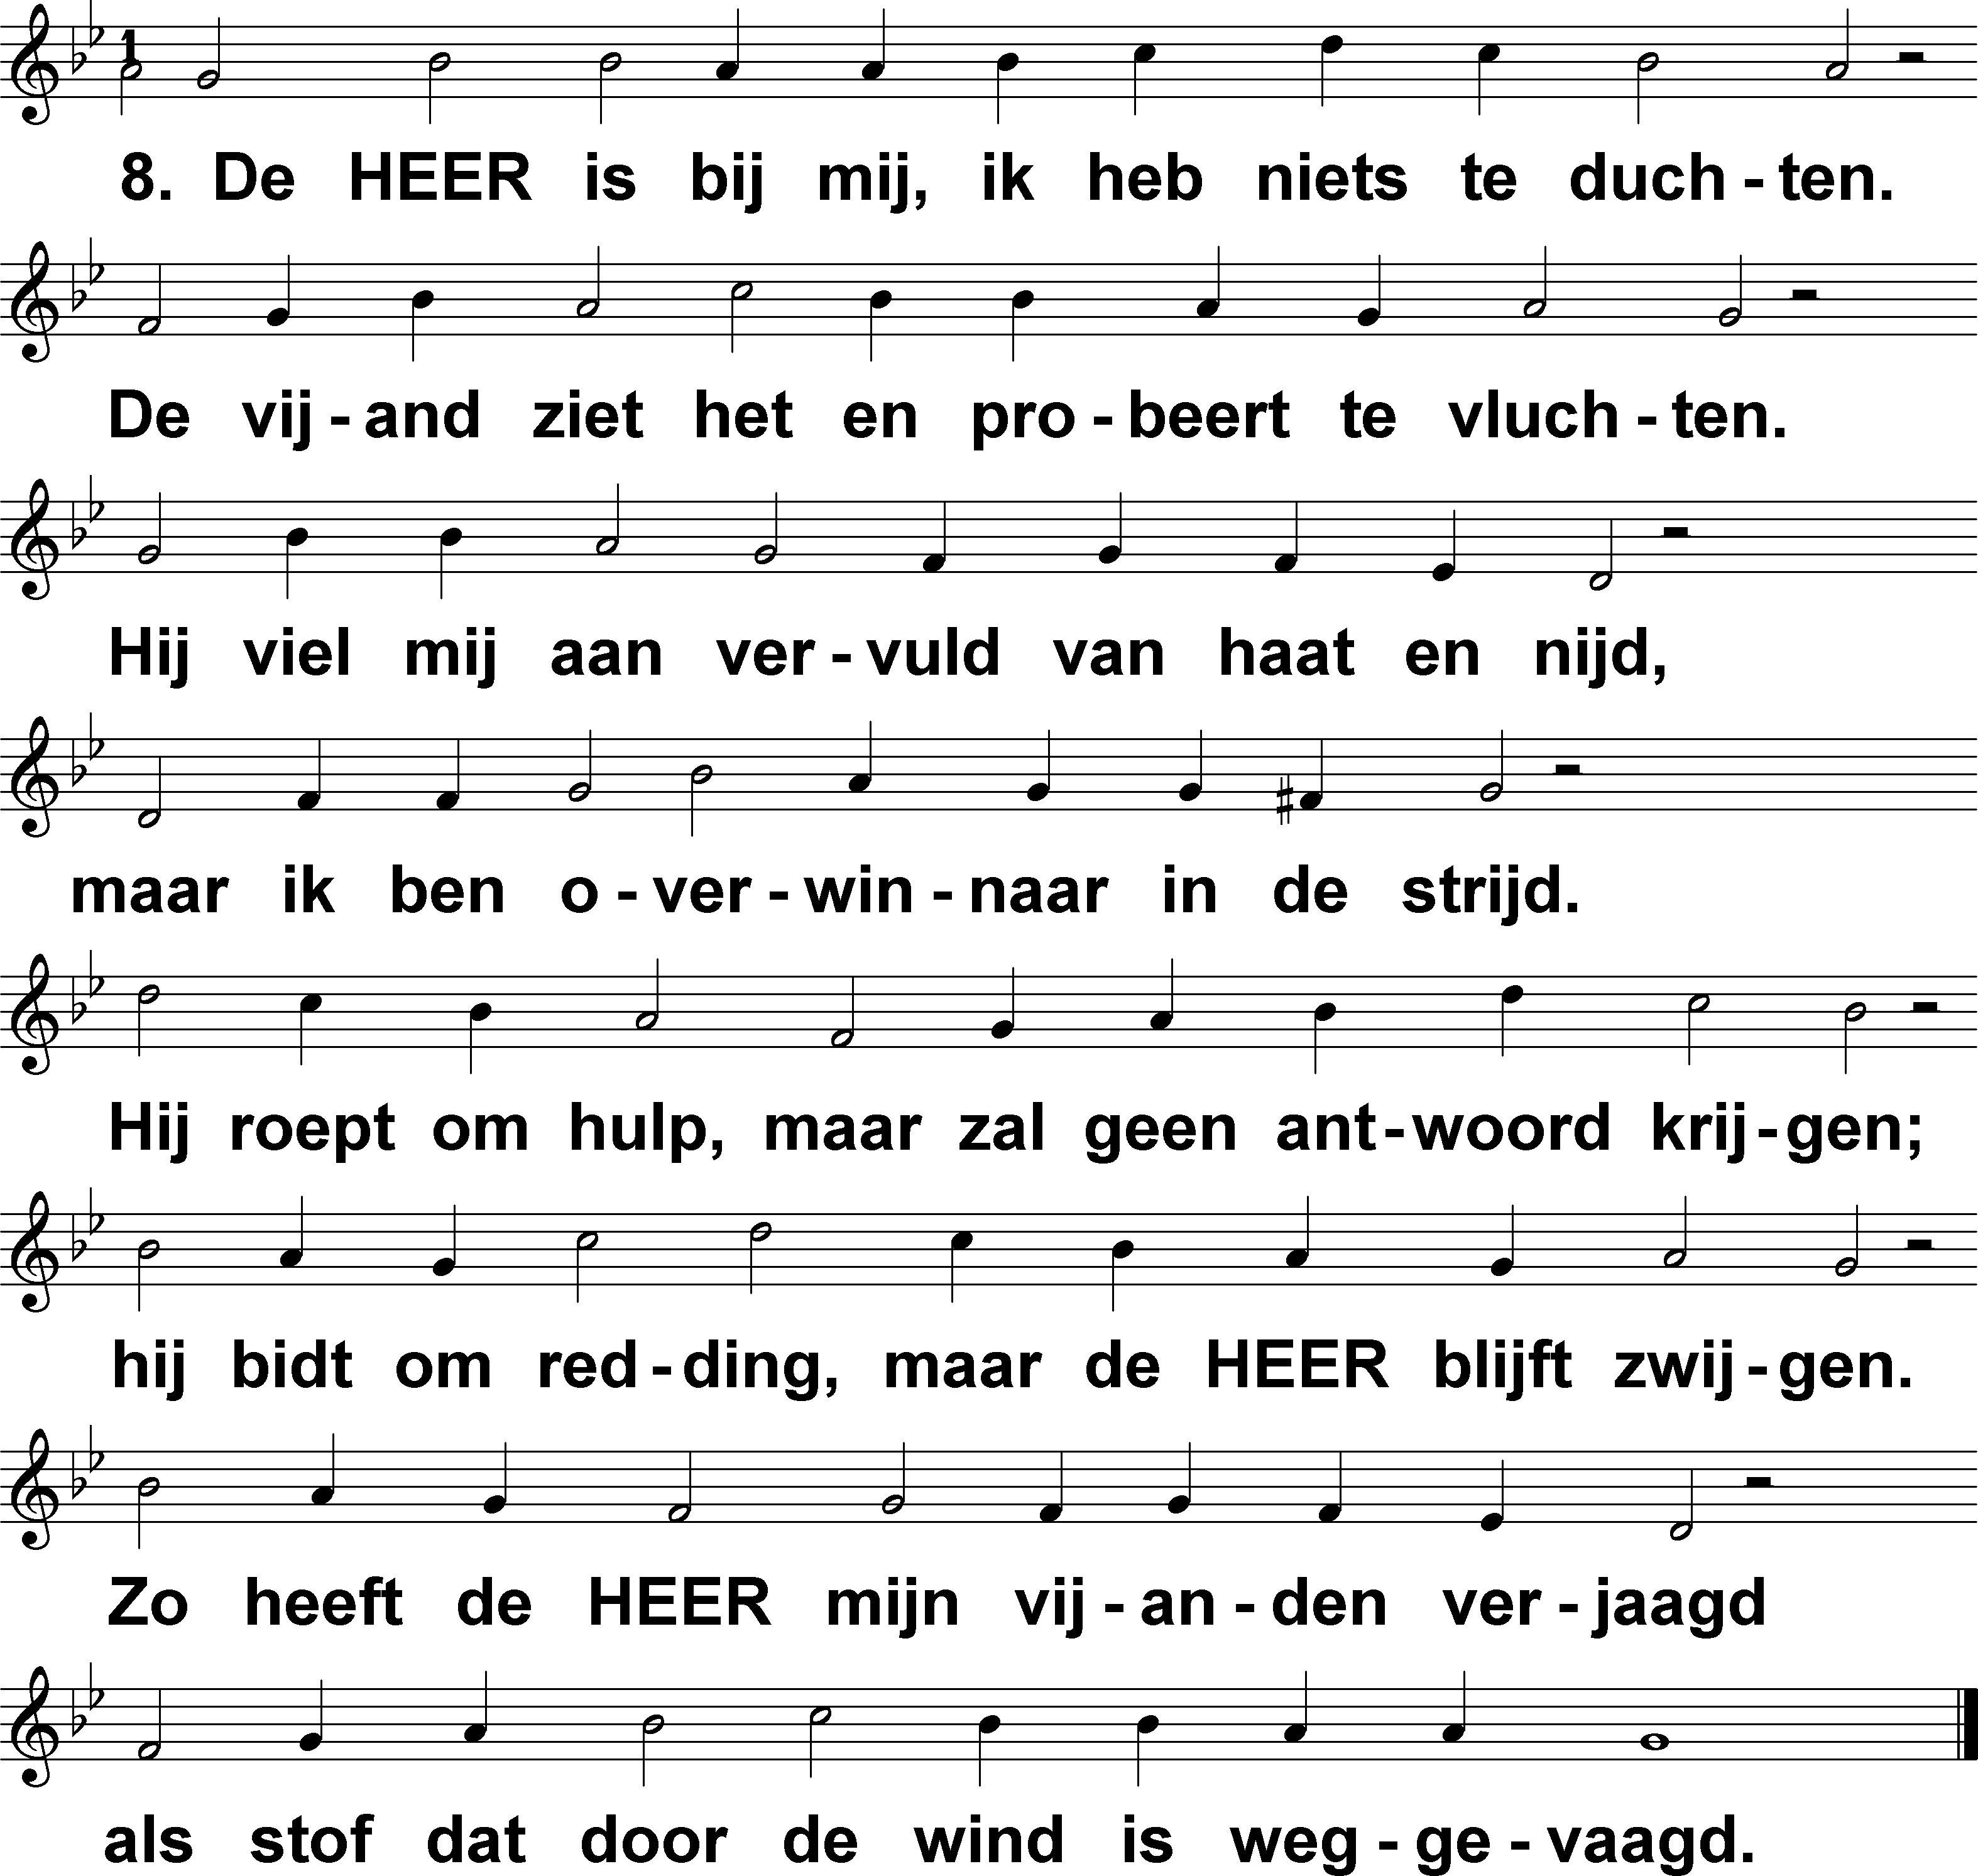 1
8. De HEER is bij mij, ik heb niets te duch - ten.
De vij - and ziet het en pro - beert te vluch - ten.
Hij viel mij aan ver - vuld van haat en nijd,
maar ik ben o - ver - win - naar in de strijd.
Hij roept om hulp, maar zal geen ant - woord krij - gen;
hij bidt om red - ding, maar de HEER blijft zwij - gen.
Zo heeft de HEER mijn vij - an - den ver - jaagd
als stof dat door de wind is weg - ge - vaagd.